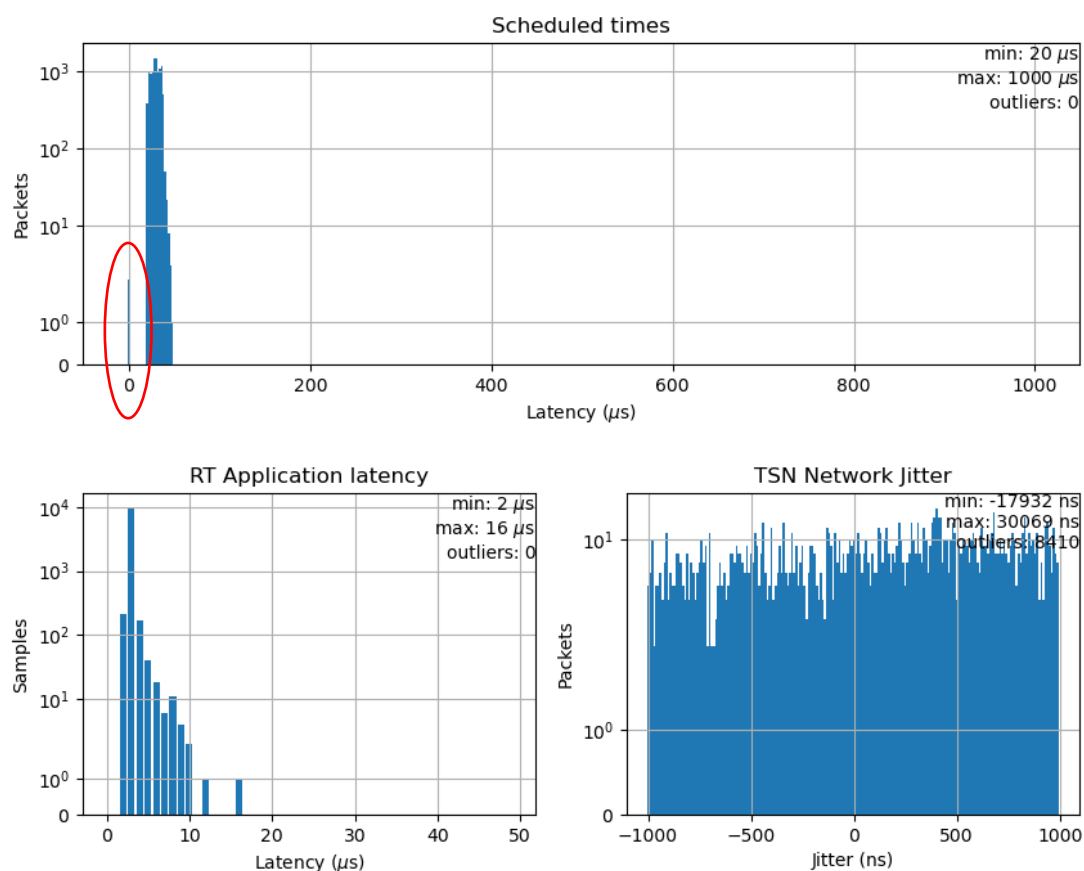 Scheduled times
min: 20 μs
max: 1000 μs
outliers: 0
10³
10²
10¹
10⁰
0
Packets
0 200 400 600 800 1000
Latency (μs)
RT Application latency
min: 2 μs
max: 16 μs
outliers: 0
10⁴
10³
10²
10¹
10⁰
0
Samples
0 10 20 30 40 50
Latency (μs)
TSN Network Jitter
min: -17932 ns
max: 30069 ns
outliers: 8410
10¹
10⁰
0
Packets
−1000 −500 0 500 1000
Jitter (ns)